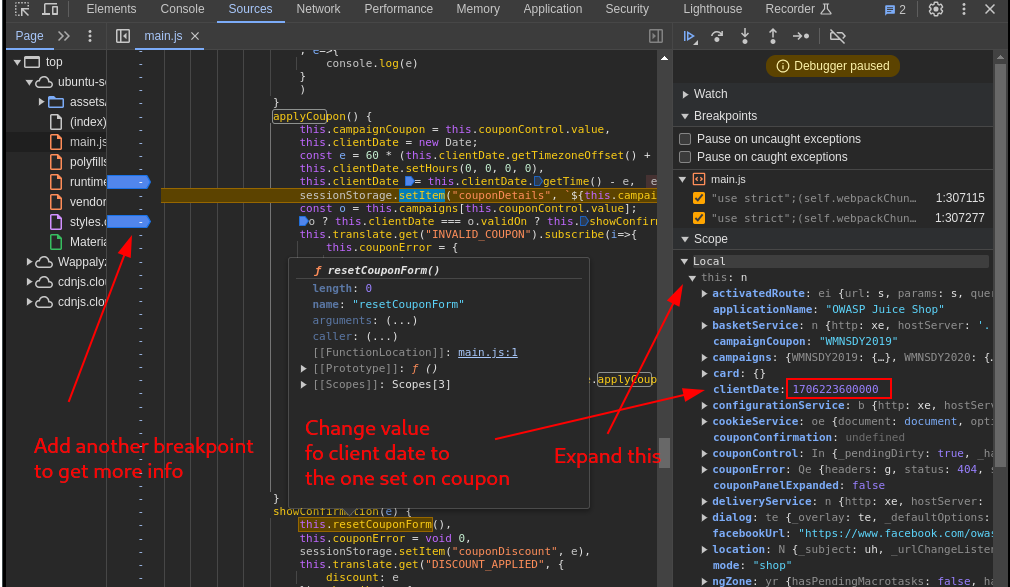 Elements Console Sources Network Performance Memory Application Security Lighthouse Recorder 2
Page main.js
Debugger paused
top
ubuntu-se
assets/
(index)
main.js
polyfills
runtime
vendor
styles.c
Materia
Wappalyz
cdnjs.clo
cdnjs.clo
, e=>{
console.log(e)
}
)
}
applyCoupon() {
this.campaignCoupon = this.couponControl.value,
this.clientDate = new Date;
const e = 60 * (this.clientDate.getTimezoneOffset() +
this.clientDate.setHours(0, 0, 0, 0),
this.clientDate = this.clientDate.getTime() - e, e
sessionStorage.setItem("couponDetails", `${this.campai
const o = this.campaigns[this.couponControl.value];
o ? this.clientDate === o.validOn ? this.showConfirm
this.translate.get("INVALID_COUPON").subscribe(i=>{
this.couponError = {
ƒ resetCouponForm()
length: 0
name: "resetCouponForm"
arguments: (...)
caller: (...)
[[FunctionLocation]]: main.js:1
[[Prototype]]: ƒ ()
[[Scopes]]: Scopes[3]
.applyCoup
}
showConfirmation(e) {
this.resetCouponForm(),
this.couponError = void 0,
sessionStorage.setItem("couponDiscount", e),
this.translate.get("DISCOUNT_APPLIED", {
discount: e
Add another breakpoint
to get more info
Change value
fo client date to
the one set on coupon
Expand this
Watch
Breakpoints
Pause on uncaught exceptions
Pause on caught exceptions
main.js
"use strict";(self.webpackChun… 1:307115
"use strict";(self.webpackChun… 1:307277
Scope
Local
this: n
activatedRoute: ei {url: s, params: s, quer
applicationName: "OWASP Juice Shop"
basketService: n {http: xe, hostServer: '.
campaignCoupon: "WMNSDY2019"
campaigns: {WMNSDY2019: {…}, WMNSDY2020: {.
card: {}
clientDate: 1706223600000
configurationService: b {http: xe, hostServ
cookieService: oe {document: document, opti
couponConfirmation: undefined
couponControl: In {_pendingDirty: true, _ha
couponError: Qe {headers: g, status: 404, s
couponPanelExpanded: false
deliveryService: n {http: xe, hostServer:
dialog: te {_overlay: te, _defaultOptions:
facebookUrl: "https://www.facebook.com/owas
location: N {_subject: uh, _urlChangeListen
mode: "shop"
ngZone: yr {hasPendingMacrotasks: false, ha